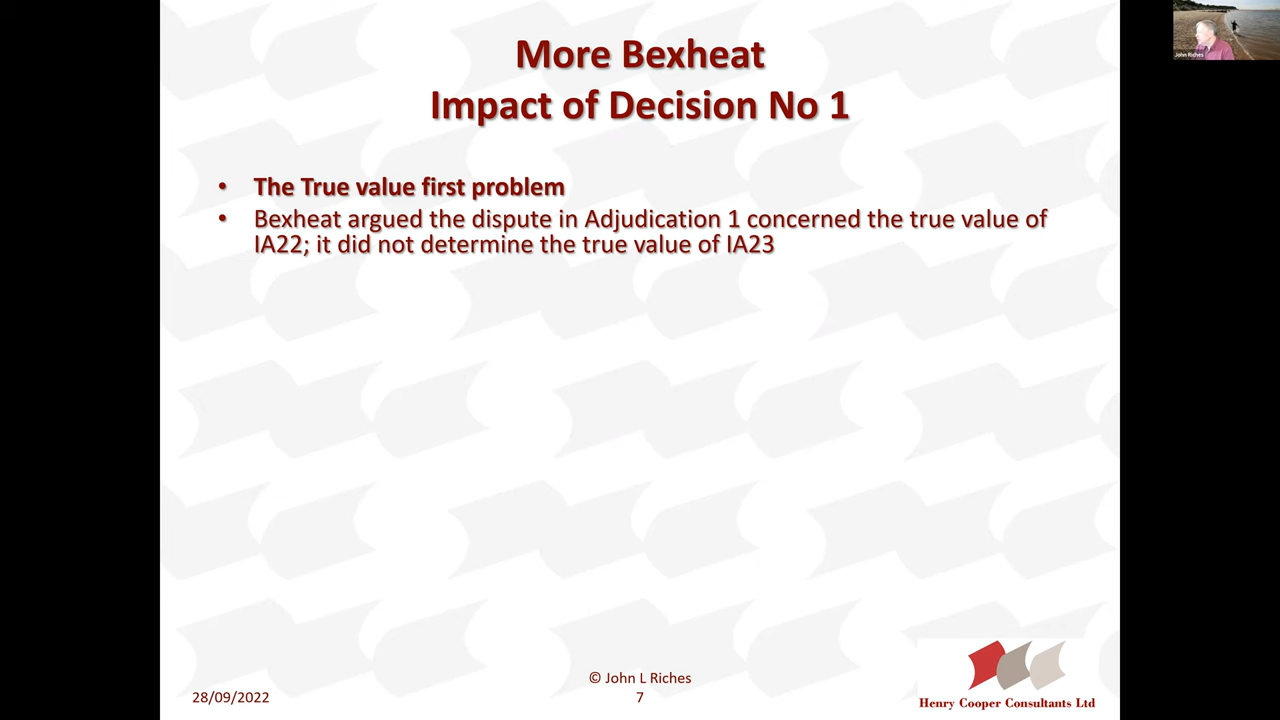 More Bexheat
Impact of Decision No 1
John Riches
• The True value first problem
• Bexheat argued the dispute in Adjudication 1 concerned the true value of
IA22; it did not determine the true value of IA23
© John L Riches
28/09/2022
7
Henry Cooper Consultants Ltd